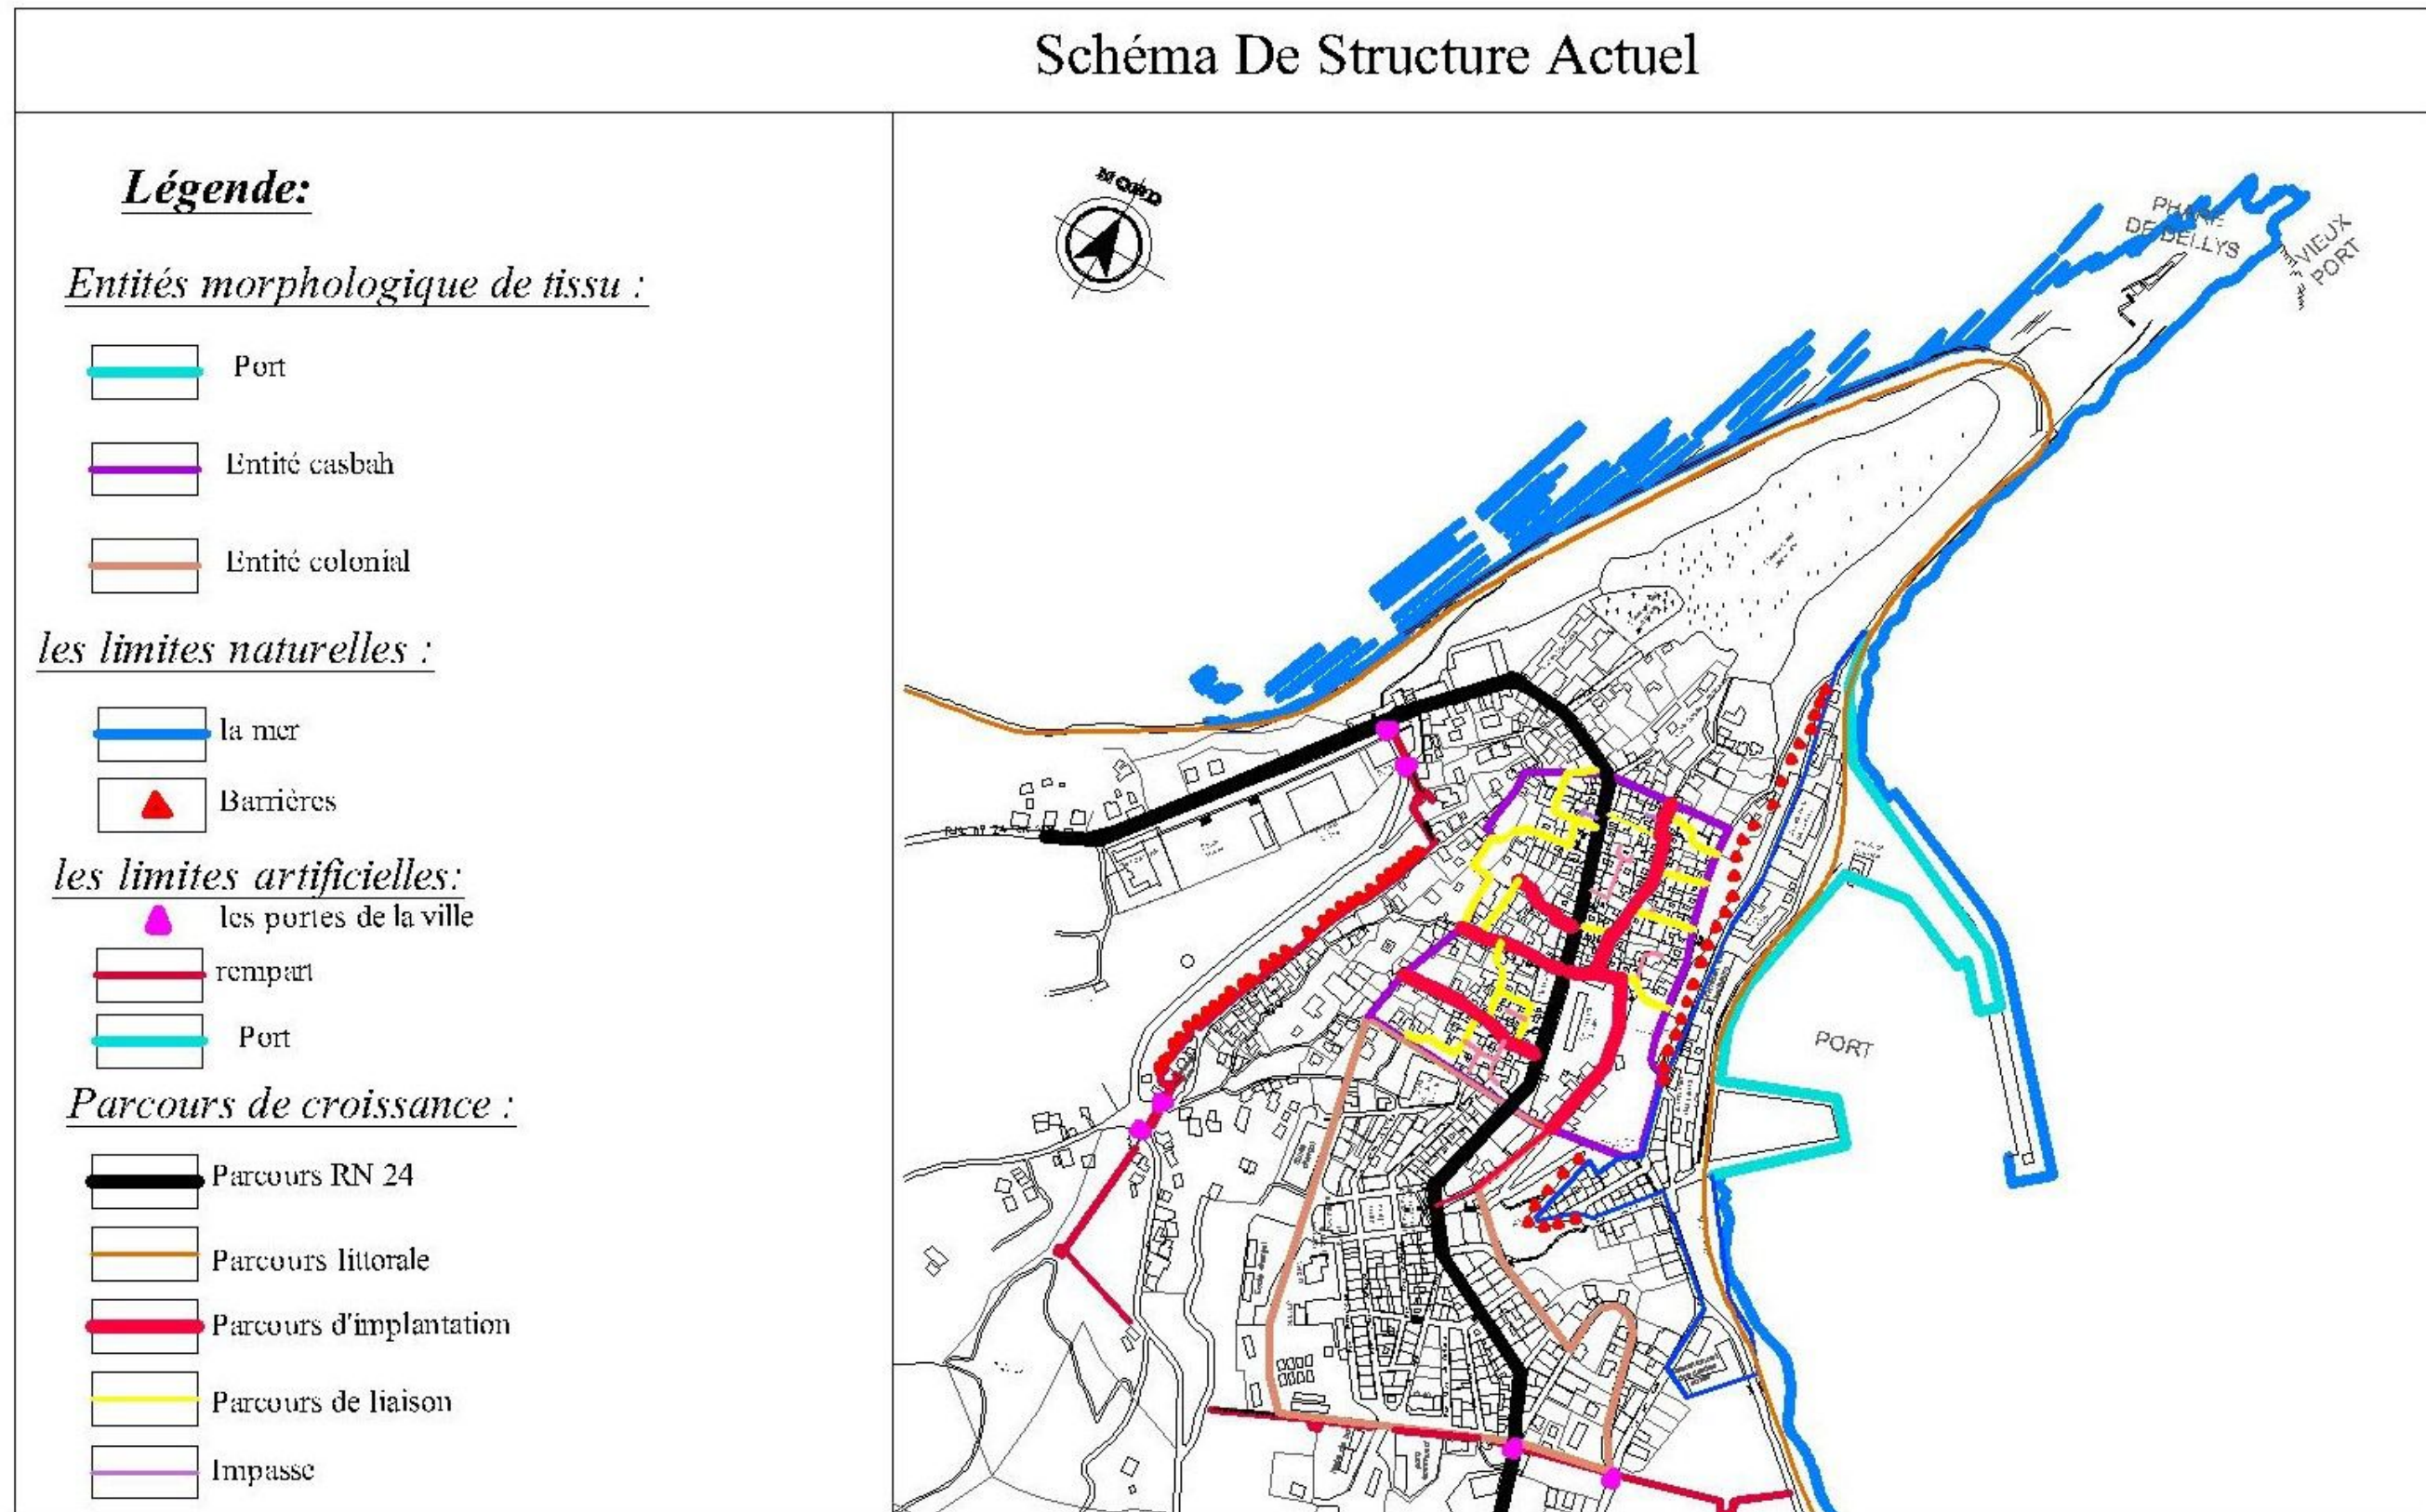 Schéma De Structure Actuel
Légende:
Entités morphologique de tissu :
Port
Entité casbah
Entité colonial
les limites naturelles :
la mer
Barrières
les limites artificielles:
les portes de la ville
rempart
Port
Parcours de croissance :
Parcours RN 24
Parcours littorale
Parcours d'implantation
Parcours de liaison
Impasse
NORD
PHARE
DE DELLYS
VIEUX
PORT
PORT